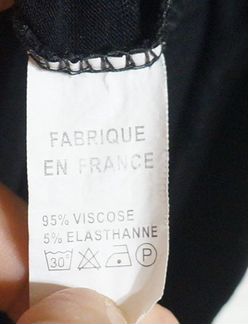 FABRIQUE
EN FRANCE
95% VISCOSE
5% ELASTHANNE
30° P